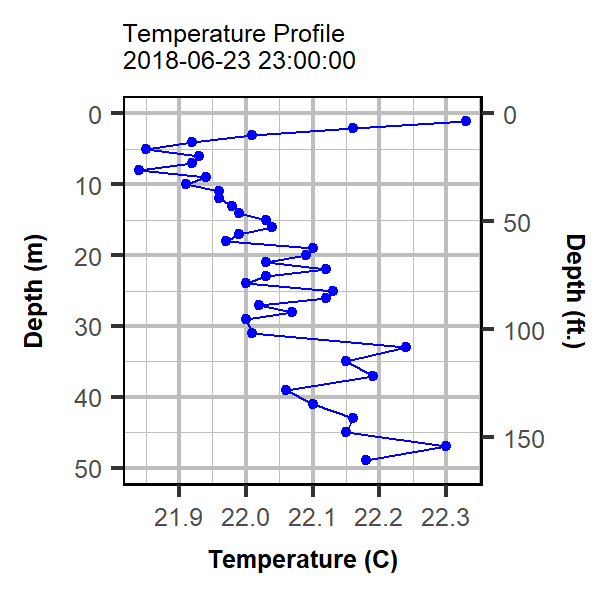 Temperature Profile
2018-06-23 23:00:00
0
10
20
30
40
50
Depth (m)
0
50
100
150
Depth (ft.)
21.9 22.0 22.1 22.2 22.3
Temperature (C)